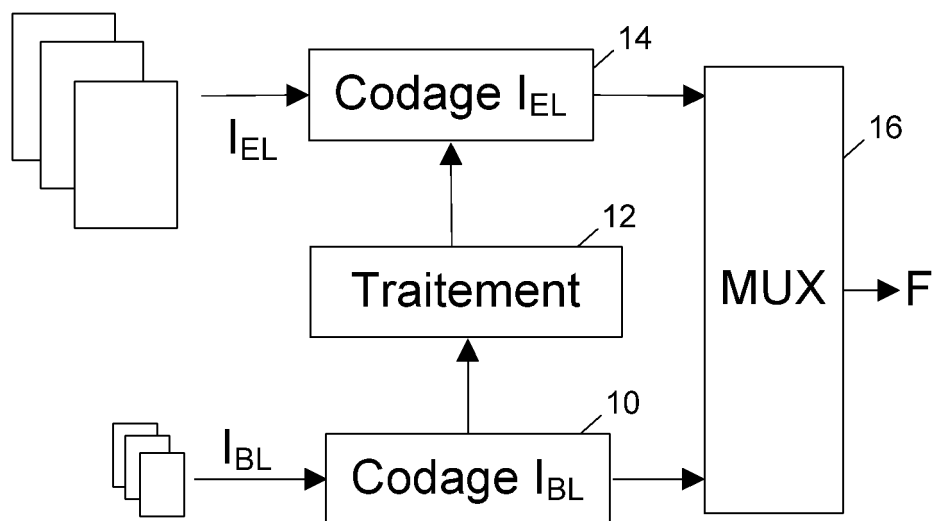 14
Codage I_EL
I_EL
16
12
Traitement
MUX
F
10
I_BL
Codage I_BL